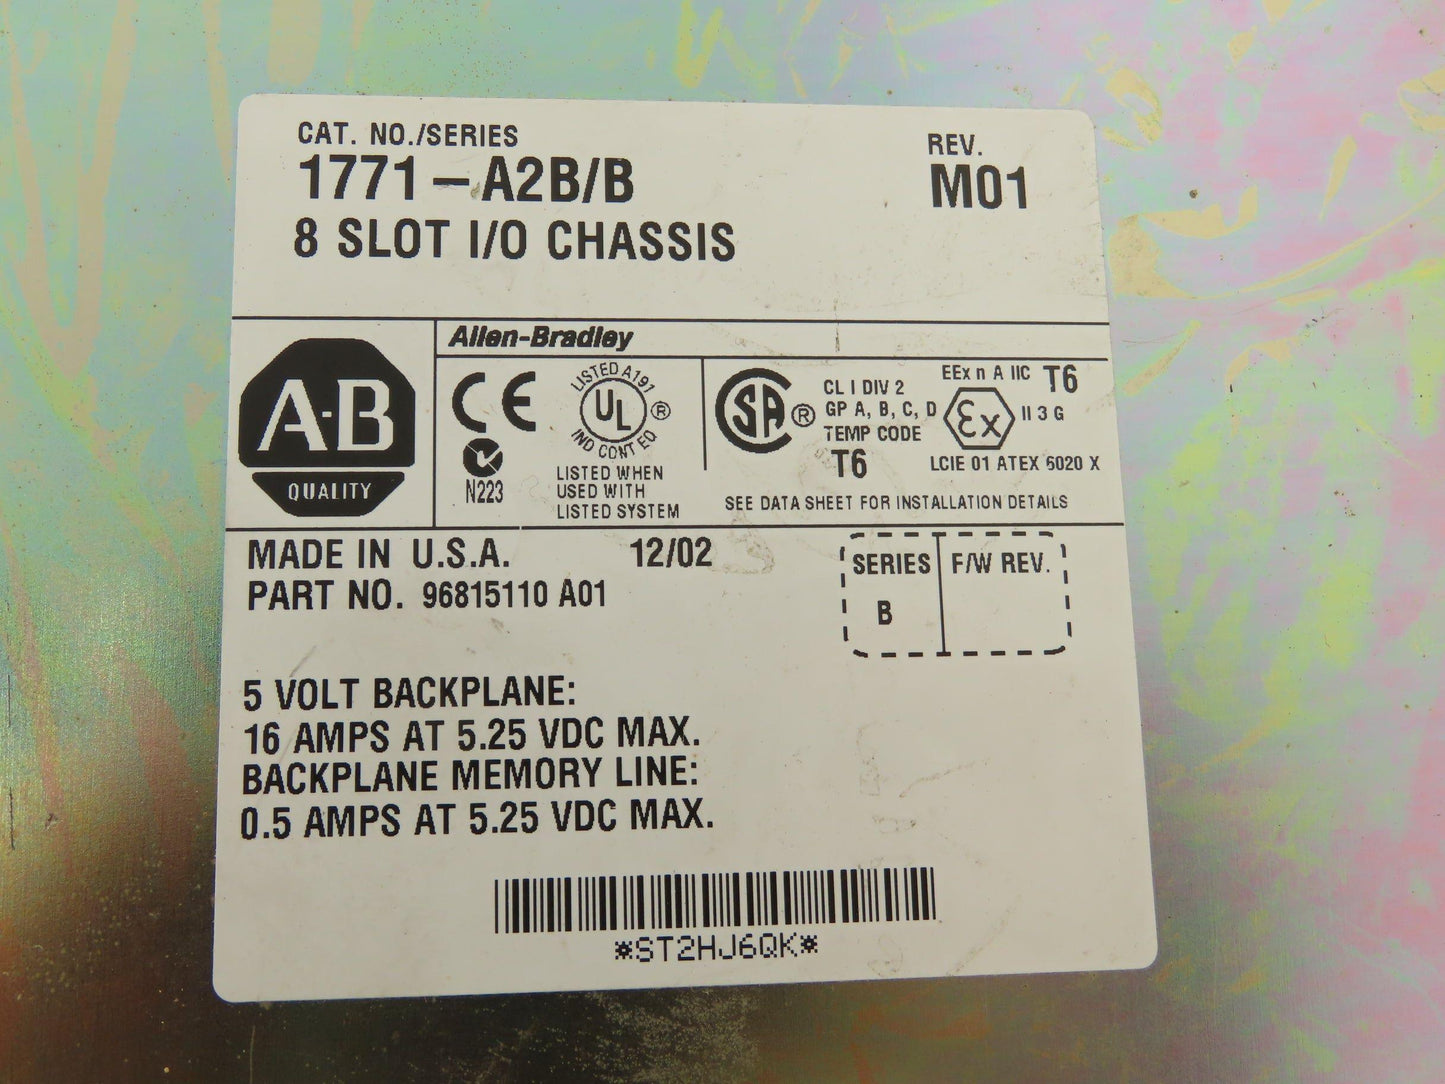 CAT. NO./SERIES
1771-A2B/B
8 SLOT I/O CHASSIS
REV.
M01
A-B
QUALITY
Allen-Bradley
CE
N223
LISTED A191
UL ®
IND CONT EQ
LISTED WHEN
USED WITH
LISTED SYSTEM
SA ®
CL I DIV 2
GP A, B, C, D
TEMP CODE
T6
EEx n A IIC T6
Ex II 3 G
LCIE 01 ATEX 6020 X
SEE DATA SHEET FOR INSTALLATION DETAILS
MADE IN U.S.A. 12/02
PART NO. 96815110 A01
SERIES F/W REV.
B
5 VOLT BACKPLANE:
16 AMPS AT 5.25 VDC MAX.
BACKPLANE MEMORY LINE:
0.5 AMPS AT 5.25 VDC MAX.
*ST2HJ6QK*